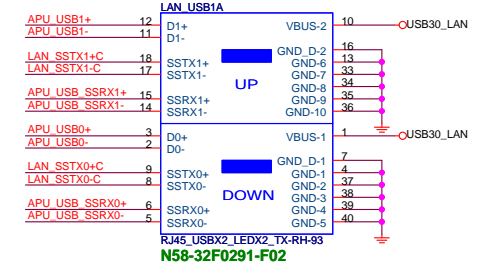 LAN_USB1A
APU_USB1+ 12 D1+ VBUS-2 10 USB30_LAN
APU_USB1- 11 D1-
GND_D-2 16
LAN_SSTX1+C 18 SSTX1+ GND-6 13
LAN_SSTX1-C 17 SSTX1- GND-7 33
UP GND-8 34
APU_USB_SSRX1+ 15 SSRX1+ GND-9 35
APU_USB_SSRX1- 14 SSRX1- GND-10 36
APU_USB0+ 3 D0+ VBUS-1 1 USB30_LAN
APU_USB0- 2 D0-
GND_D-1 7
LAN_SSTX0+C 9 SSTX0+ GND-1 4
LAN_SSTX0-C 8 SSTX0- GND-2 37
DOWN GND-3 38
APU_USB_SSRX0+ 6 SSRX0+ GND-4 39
APU_USB_SSRX0- 5 SSRX0- GND-5 40
RJ45_USBX2_LEDX2_TX-RH-93
N58-32F0291-F02